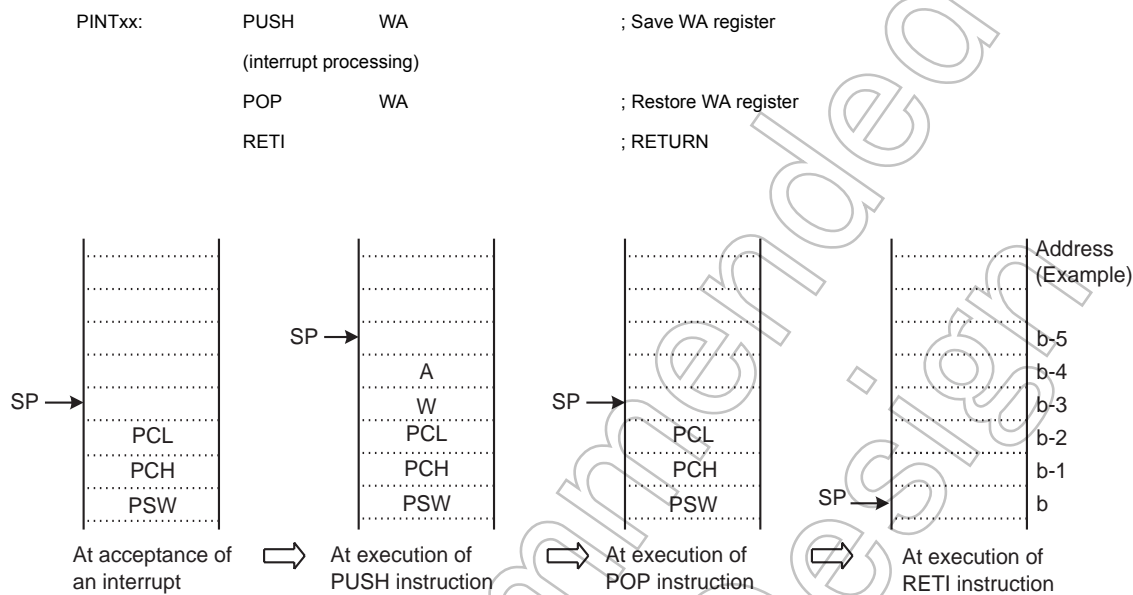 PINTxx: PUSH WA ; Save WA register
(interrupt processing)
POP WA ; Restore WA register
RETI ; RETURN
Address
(Example)
SP b-5
A b-4
SP W SP b-3
PCL PCL PCL b-2
PCH PCH PCH b-1
PSW PSW PSW SP b
At acceptance of At execution of At execution of At execution of
an interrupt PUSH instruction POP instruction RETI instruction